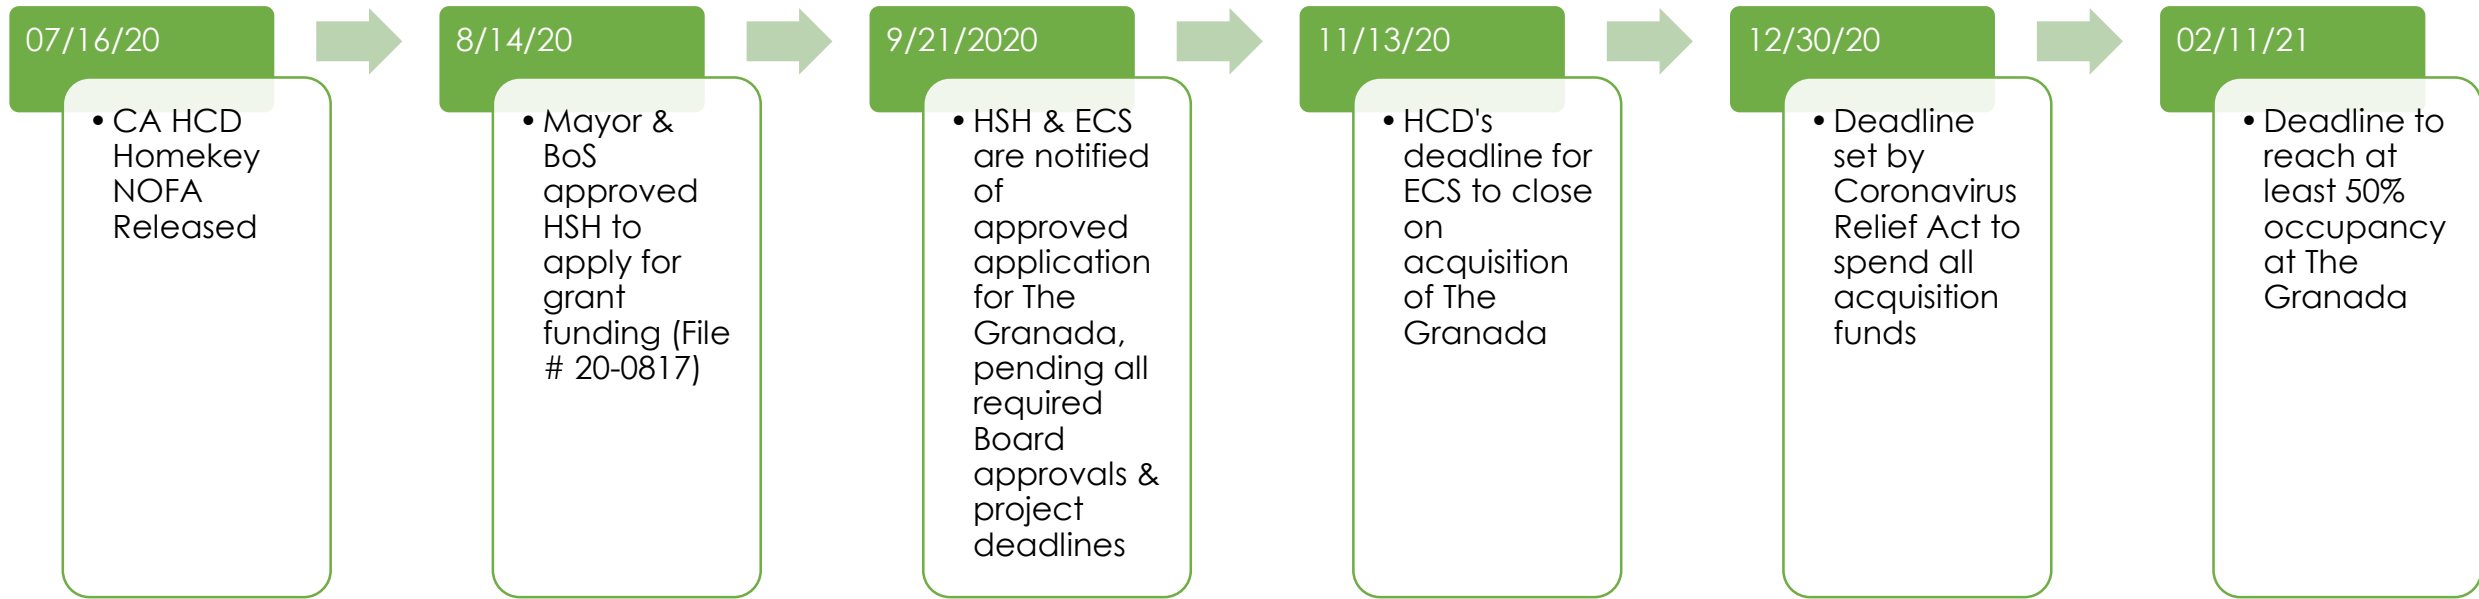 07/16/20
• CA HCD
Homekey
NOFA
Released
8/14/20
• Mayor &
BoS
approved
HSH to
apply for
grant
funding (File
# 20-0817)
9/21/2020
• HSH & ECS
are notified
of
approved
application
for The
Granada,
pending all
required
Board
approvals &
project
deadlines
11/13/20
• HCD's
deadline for
ECS to close
on
acquisition
of The
Granada
12/30/20
• Deadline
set by
Coronavirus
Relief Act to
spend all
acquisition
funds
02/11/21
• Deadline to
reach at
least 50%
occupancy
at The
Granada